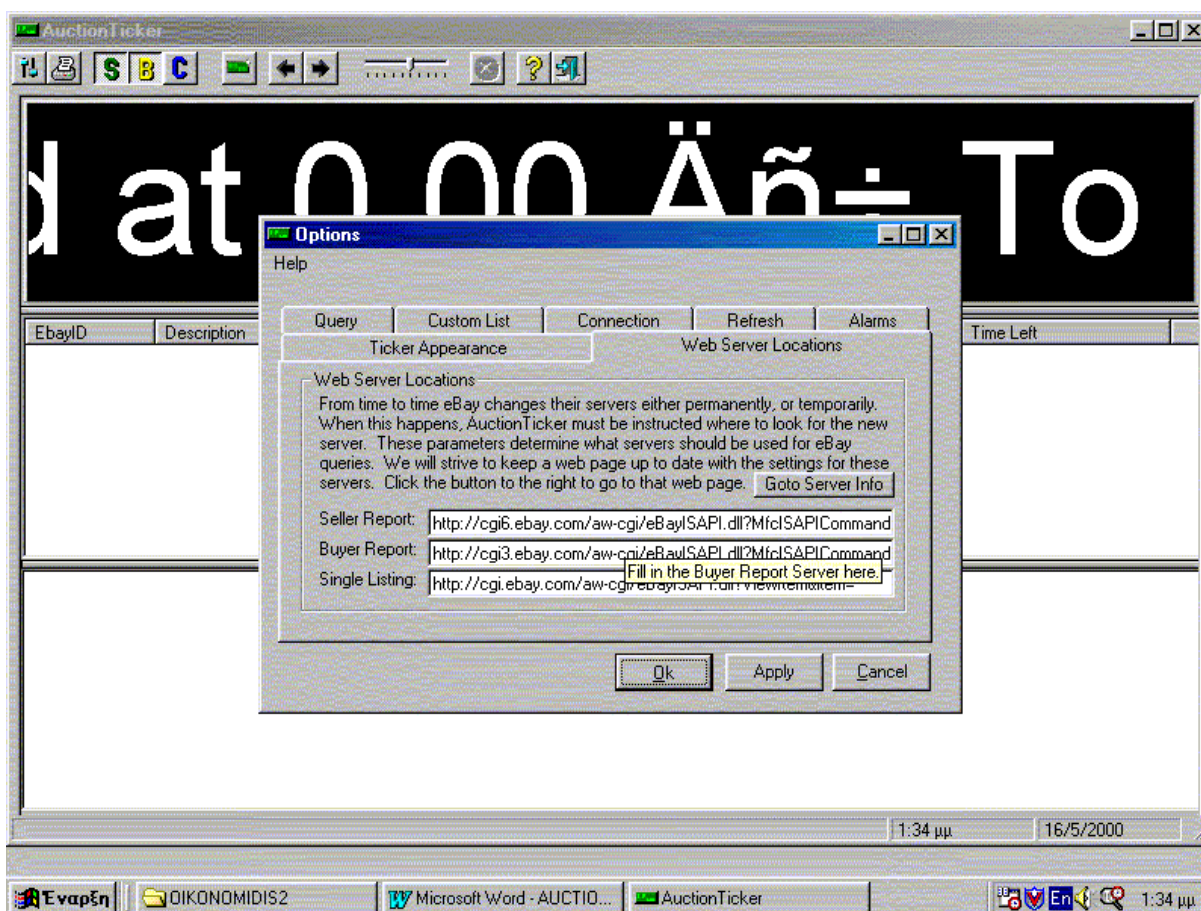 AuctionTicker
S B C
d at 0,00 Äñ÷ To
Options
Help
Query Custom List Connection Refresh Alarms
Ticker Appearance Web Server Locations
EbayID Description Time Left
Web Server Locations
From time to time eBay changes their servers either permanently, or temporarily.
When this happens, AuctionTicker must be instructed where to look for the new
server. These parameters determine what servers should be used for eBay
queries. We will strive to keep a web page up to date with the settings for these
servers. Click the button to the right to go to that web page. Goto Server Info
Seller Report: http://cgi6.ebay.com/aw-cgi/eBayISAPI.dll?MfcISAPICommand
Buyer Report: http://cgi3.ebay.com/aw-cgi/eBayISAPI.dll?MfcISAPICommand
Fill in the Buyer Report Server here.
Single Listing: http://cgi.ebay.com/aw-cgi/eBayISAPI.dll?ViewItem&item=
Ok Apply Cancel
1:34 μμ 16/5/2000
Έναρξη OIKONOMIDIS2 Microsoft Word - AUCTIO... AuctionTicker En 1:34 μμ